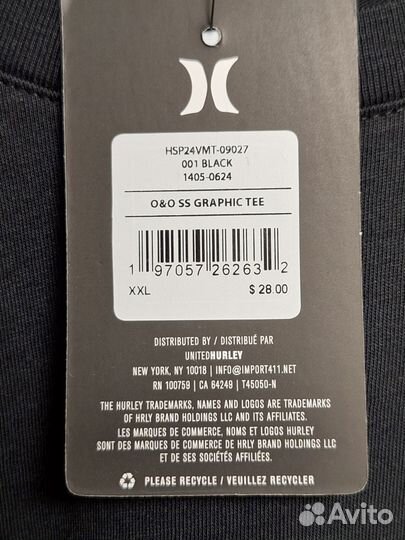 HSP24VMT-09027
001 BLACK
1405-0624
O&O SS GRAPHIC TEE
1 97057 26263 2
XXL $ 28.00
DISTRIBUTED BY / DISTRIBUÉ PAR
UNITEDHURLEY
NEW YORK, NY 10018 | INFO@IMPORT411.NET
RN 100759 | CA 64249 | T45050-N
THE HURLEY TRADEMARKS, NAMES AND LOGOS ARE TRADEMARKS
OF HRLY BRAND HOLDINGS LLC AND ITS AFFILIATES.
LES MARQUES DE COMMERCE, NOMS ET LOGOS HURLEY
SONT DES MARQUES DE COMMERCE DE HRLY BRAND HOLDINGS LLC
ET DE SES SOCIÉTÉS AFFILIÉES.
PLEASE RECYCLE / VEUILLEZ RECYCLER
Avito